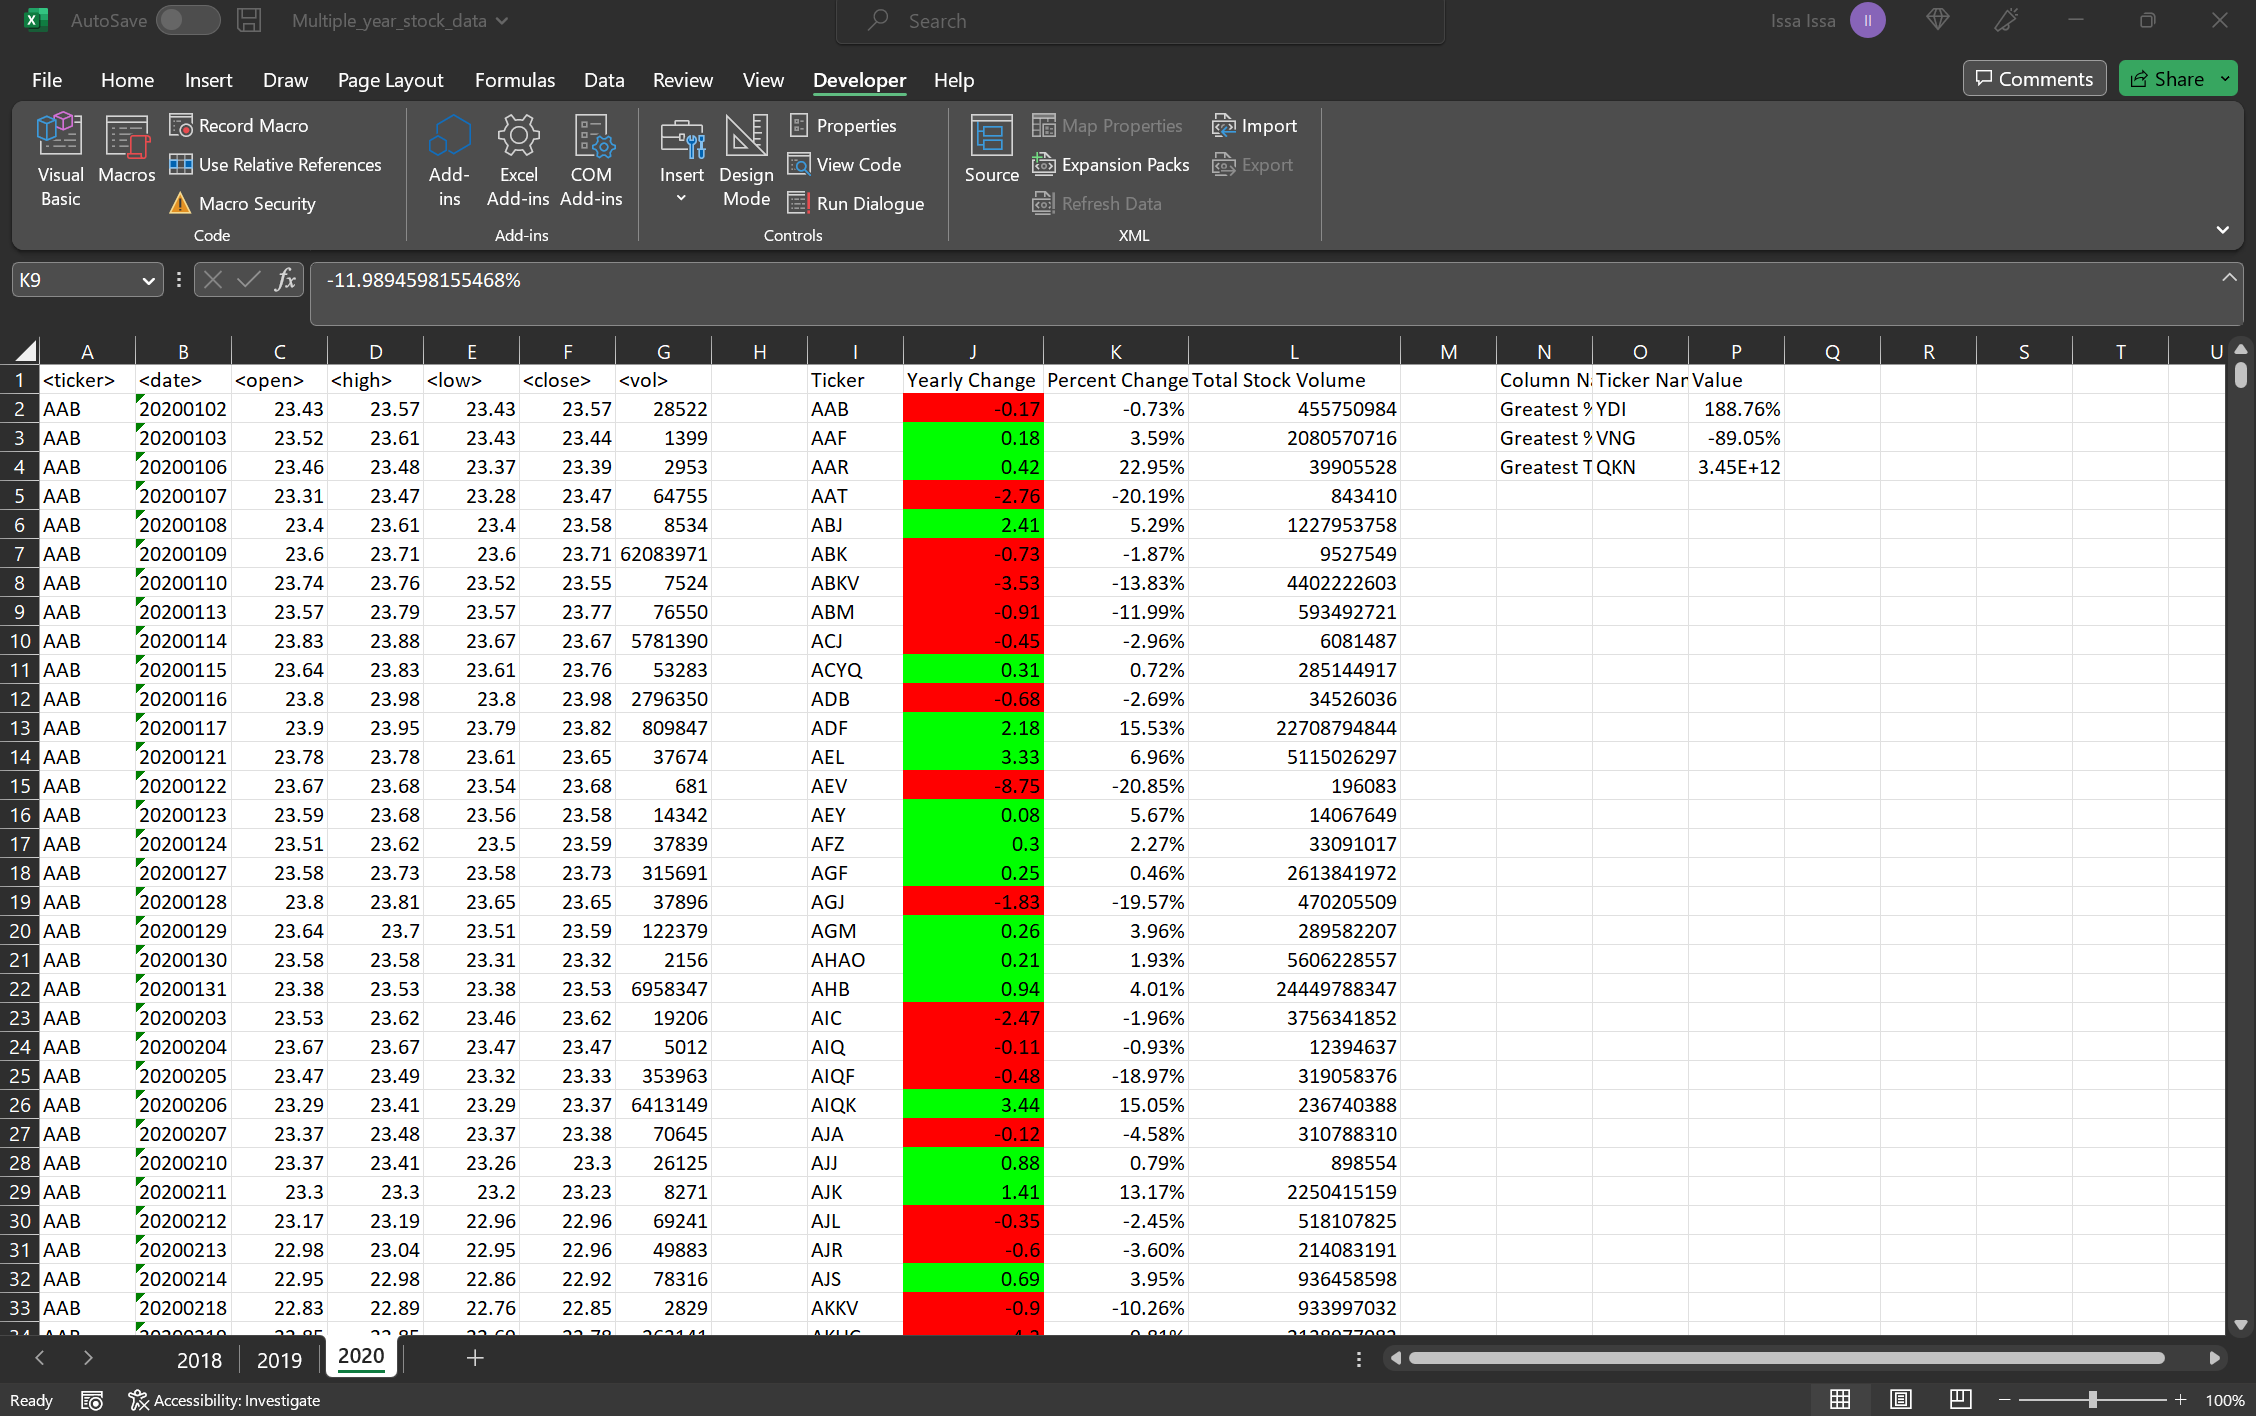 AutoSave Multiple_year_stock_data Search Issa Issa II
File Home Insert Draw Page Layout Formulas Data Review View Developer Help Comments Share
Visual Basic Macros Record Macro Use Relative References Macro Security Code
Add-ins Excel Add-ins COM Add-ins Add-ins
Insert Design Mode Properties View Code Run Dialogue Controls
Source Map Properties Expansion Packs Refresh Data Import Export XML
K9 fx -11.9894598155468%
A B C D E F G H I J K L M N O P Q R S T U
1 <ticker> <date> <open> <high> <low> <close> <vol> Ticker Yearly Change Percent Change Total Stock Volume Column N Ticker Nar Value
2 AAB 20200102 23.43 23.57 23.43 23.57 28522 AAB -0.17 -0.73% 455750984 Greatest % YDI 188.76%
3 AAB 20200103 23.52 23.61 23.43 23.44 1399 AAF 0.18 3.59% 2080570716 Greatest % VNG -89.05%
4 AAB 20200106 23.46 23.48 23.37 23.39 2953 AAR 0.42 22.95% 39905528 Greatest T QKN 3.45E+12
5 AAB 20200107 23.31 23.47 23.28 23.47 64755 AAT -2.76 -20.19% 843410
6 AAB 20200108 23.4 23.61 23.4 23.58 8534 ABJ 2.41 5.29% 1227953758
7 AAB 20200109 23.6 23.71 23.6 23.71 62083971 ABK -0.73 -1.87% 9527549
8 AAB 20200110 23.74 23.76 23.52 23.55 7524 ABKV -3.53 -13.83% 4402222603
9 AAB 20200113 23.57 23.79 23.57 23.77 76550 ABM -0.91 -11.99% 593492721
10 AAB 20200114 23.83 23.88 23.67 23.67 5781390 ACJ -0.45 -2.96% 6081487
11 AAB 20200115 23.64 23.83 23.61 23.76 53283 ACYQ 0.31 0.72% 285144917
12 AAB 20200116 23.8 23.98 23.8 23.98 2796350 ADB -0.68 -2.69% 34526036
13 AAB 20200117 23.9 23.95 23.79 23.82 809847 ADF 2.18 15.53% 22708794844
14 AAB 20200121 23.78 23.78 23.61 23.65 37674 AEL 3.33 6.96% 5115026297
15 AAB 20200122 23.67 23.68 23.54 23.68 681 AEV -8.75 -20.85% 196083
16 AAB 20200123 23.59 23.68 23.56 23.58 14342 AEY 0.08 5.67% 14067649
17 AAB 20200124 23.51 23.62 23.5 23.59 37839 AFZ 0.3 2.27% 33091017
18 AAB 20200127 23.58 23.73 23.58 23.73 315691 AGF 0.25 0.46% 2613841972
19 AAB 20200128 23.8 23.81 23.65 23.65 37896 AGJ -1.83 -19.57% 470205509
20 AAB 20200129 23.64 23.7 23.51 23.59 122379 AGM 0.26 3.96% 289582207
21 AAB 20200130 23.58 23.58 23.31 23.32 2156 AHAO 0.21 1.93% 5606228557
22 AAB 20200131 23.38 23.53 23.38 23.53 6958347 AHB 0.94 4.01% 24449788347
23 AAB 20200203 23.53 23.62 23.46 23.62 19206 AIC -2.47 -1.96% 3756341852
24 AAB 20200204 23.67 23.67 23.47 23.47 5012 AIQ -0.11 -0.93% 12394637
25 AAB 20200205 23.47 23.49 23.32 23.33 353963 AIQF -0.48 -18.97% 319058376
26 AAB 20200206 23.29 23.41 23.29 23.37 6413149 AIQK 3.44 15.05% 236740388
27 AAB 20200207 23.37 23.48 23.37 23.38 70645 AJA -0.12 -4.58% 310788310
28 AAB 20200210 23.37 23.41 23.26 23.3 26125 AJJ 0.88 0.79% 898554
29 AAB 20200211 23.3 23.3 23.2 23.23 8271 AJK 1.41 13.17% 2250415159
30 AAB 20200212 23.17 23.19 22.96 22.96 69241 AJL -0.35 -2.45% 518107825
31 AAB 20200213 22.98 23.04 22.95 22.96 49883 AJR -0.6 -3.60% 214083191
32 AAB 20200214 22.95 22.98 22.86 22.92 78316 AJS 0.69 3.95% 936458598
33 AAB 20200218 22.83 22.89 22.76 22.85 2829 AKKV -0.9 -10.26% 933997032
2018 2019 2020
Ready Accessibility: Investigate 100%